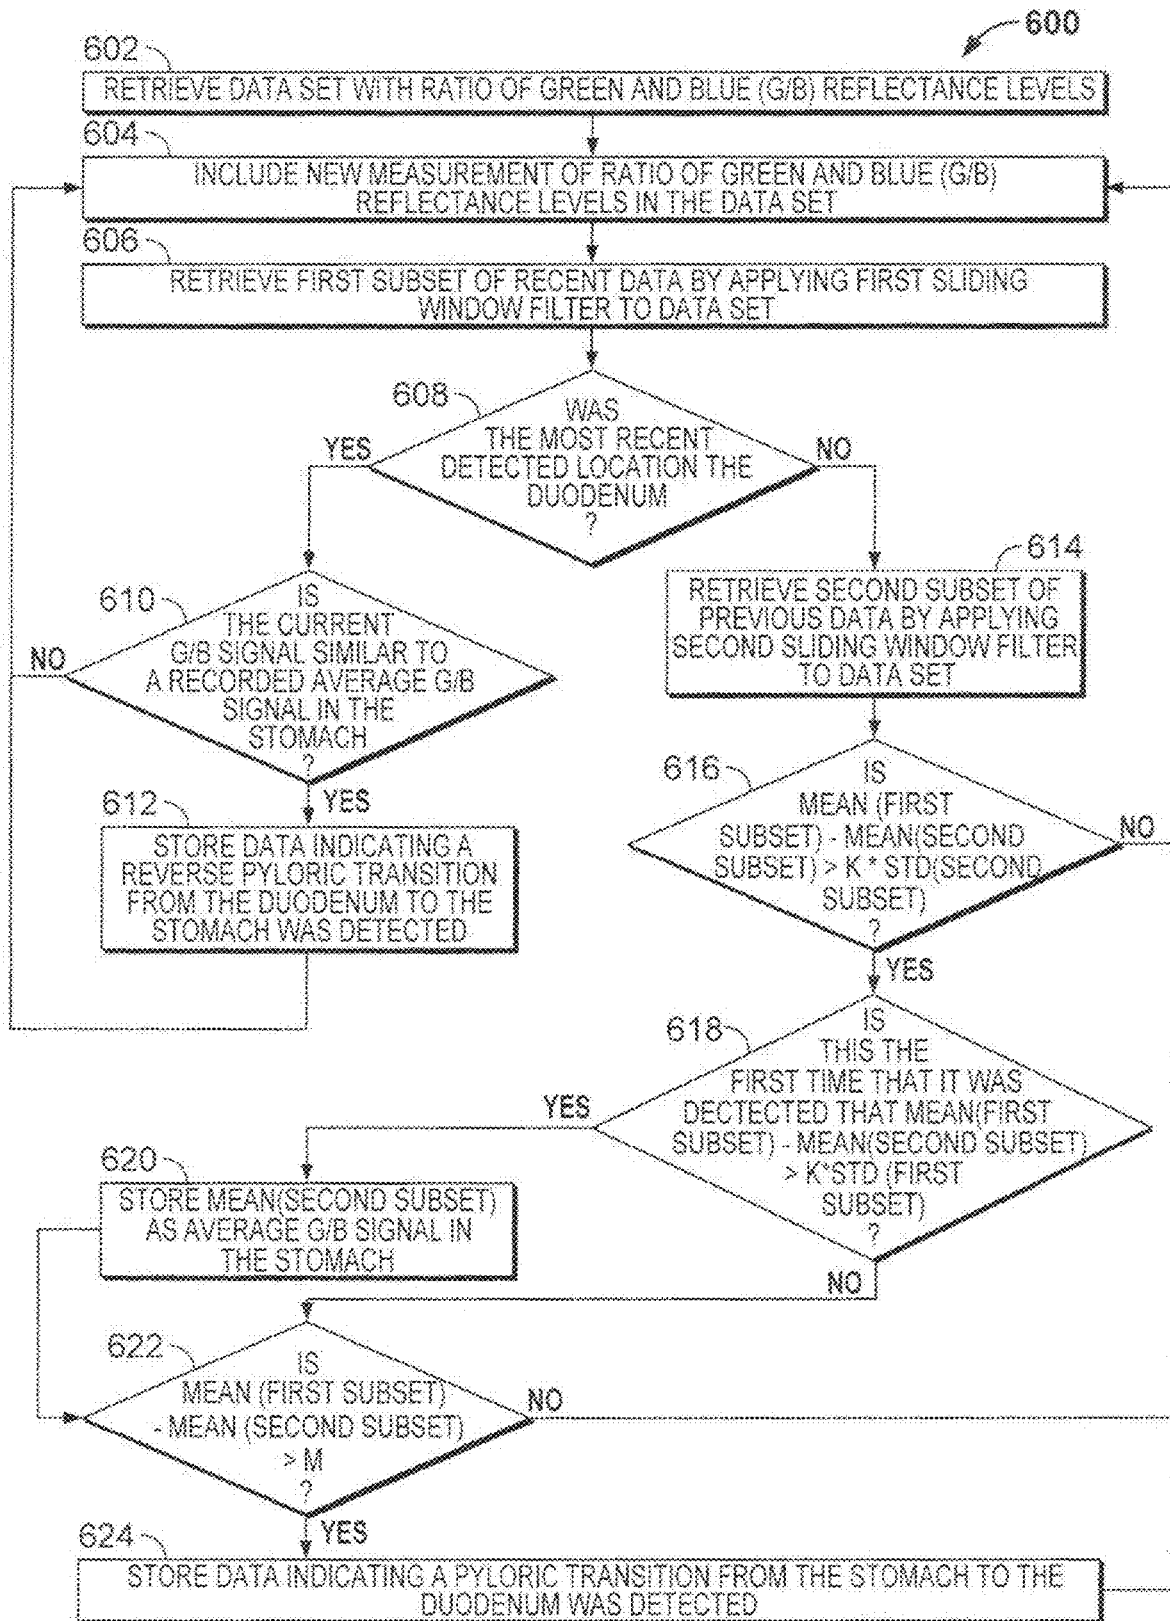 600
602
RETRIEVE DATA SET WITH RATIO OF GREEN AND BLUE (G/B) REFLECTANCE LEVELS
604
INCLUDE NEW MEASUREMENT OF RATIO OF GREEN AND BLUE (G/B)
REFLECTANCE LEVELS IN THE DATA SET
606
RETRIEVE FIRST SUBSET OF RECENT DATA BY APPLYING FIRST SLIDING
WINDOW FILTER TO DATA SET
608
WAS
THE MOST RECENT
DETECTED LOCATION THE
DUODENUM
?
YES
NO
610
IS
THE CURRENT
G/B SIGNAL SIMILAR TO
A RECORDED AVERAGE G/B
SIGNAL IN THE
STOMACH
?
NO
YES
612
STORE DATA INDICATING A
REVERSE PYLORIC TRANSITION
FROM THE DUODENUM TO THE
STOMACH WAS DETECTED
614
RETRIEVE SECOND SUBSET OF
PREVIOUS DATA BY APPLYING
SECOND SLIDING WINDOW FILTER
TO DATA SET
616
IS
MEAN (FIRST
SUBSET) - MEAN(SECOND
SUBSET) > K * STD(SECOND
SUBSET)
?
NO
YES
618
IS
THIS THE
FIRST TIME THAT IT WAS
DECTECTED THAT MEAN(FIRST
SUBSET) - MEAN(SECOND SUBSET)
> K*STD (FIRST
SUBSET)
?
YES
NO
620
STORE MEAN(SECOND SUBSET)
AS AVERAGE G/B SIGNAL IN
THE STOMACH
622
IS
MEAN (FIRST SUBSET)
- MEAN (SECOND SUBSET)
> M
?
NO
YES
624
STORE DATA INDICATING A PYLORIC TRANSITION FROM THE STOMACH TO THE
DUODENUM WAS DETECTED